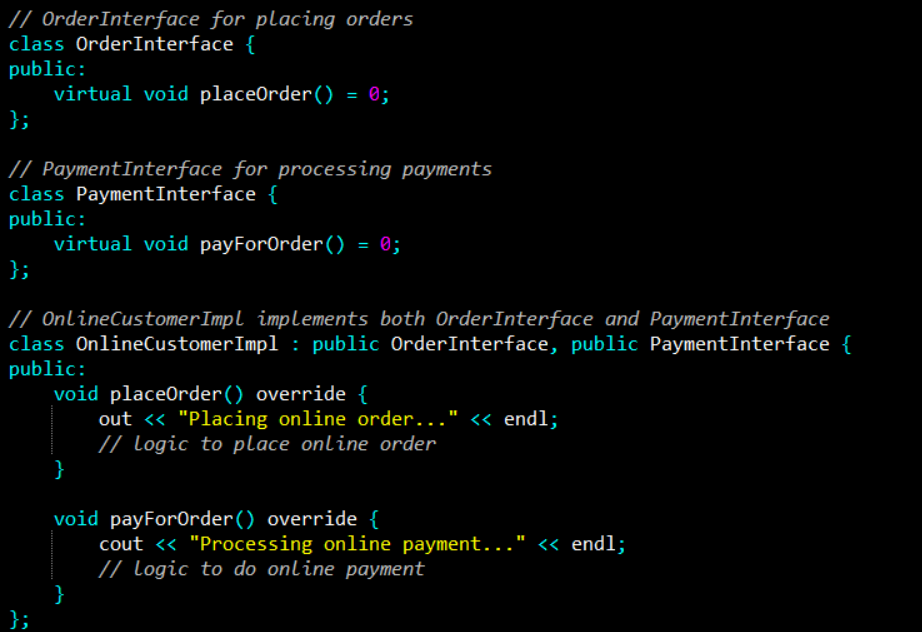 // OrderInterface for placing orders
class OrderInterface {
public:
    virtual void placeOrder() = 0;
};

// PaymentInterface for processing payments
class PaymentInterface {
public:
    virtual void payForOrder() = 0;
};

// OnlineCustomerImpl implements both OrderInterface and PaymentInterface
class OnlineCustomerImpl : public OrderInterface, public PaymentInterface {
public:
    void placeOrder() override {
        out << "Placing online order..." << endl;
        // logic to place online order
    }

    void payForOrder() override {
        cout << "Processing online payment..." << endl;
        // logic to do online payment
    }
};